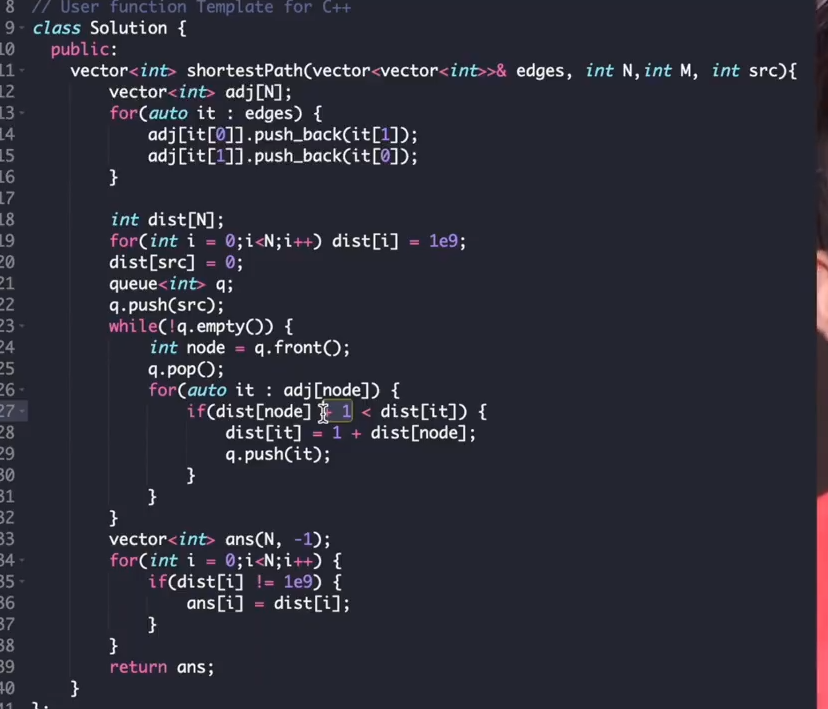 8 // User function Template for C++
9 class Solution {
10 public:
11 vector<int> shortestPath(vector<vector<int>>& edges, int N,int M, int src){
12 vector<int> adj[N];
13 for(auto it : edges) {
14 adj[it[0]].push_back(it[1]);
15 adj[it[1]].push_back(it[0]);
16 }
17
18 int dist[N];
19 for(int i = 0;i<N;i++) dist[i] = 1e9;
20 dist[src] = 0;
21 queue<int> q;
22 q.push(src);
23 while(!q.empty()) {
24 int node = q.front();
25 q.pop();
26 for(auto it : adj[node]) {
27 if(dist[node] + 1 < dist[it]) {
28 dist[it] = 1 + dist[node];
29 q.push(it);
30 }
31 }
32 }
33 vector<int> ans(N, -1);
34 for(int i = 0;i<N;i++) {
35 if(dist[i] != 1e9) {
36 ans[i] = dist[i];
37 }
38 }
39 return ans;
40 }
41 };